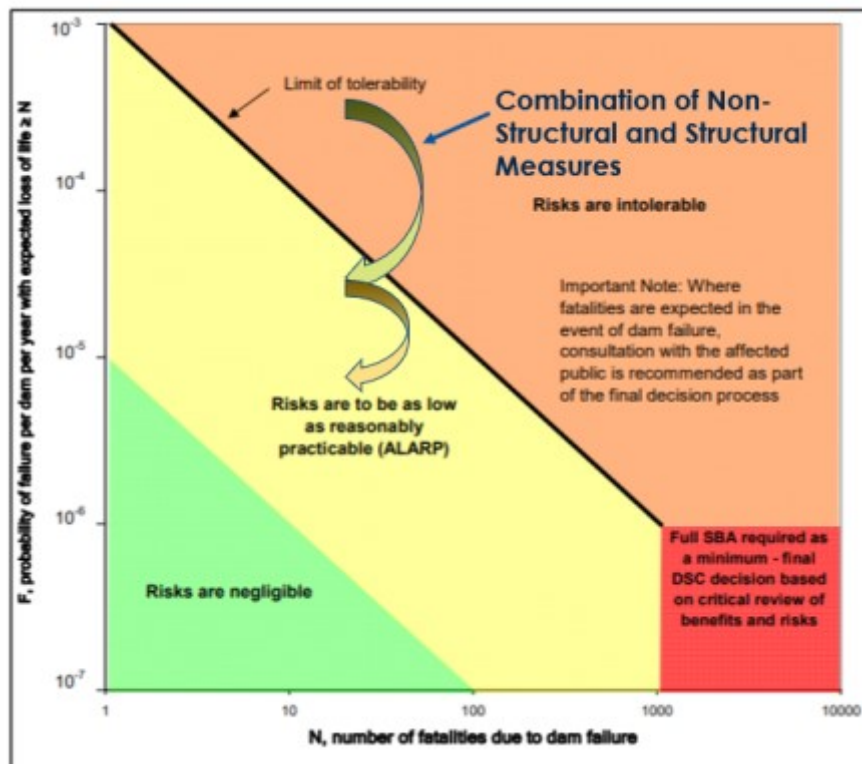 10⁻³
Limit of tolerability
Combination of Non-
Structural and Structural
Measures
10⁻⁴
Risks are intolerable
Important Note: Where
fatalities are expected in the
event of dam failure,
consultation with the affected
public is recommended as part
of the final decision process
10⁻⁵
Risks are to be as low
as reasonably
practicable (ALARP)
10⁻⁶
Full SBA required as
a minimum - final
DSC decision based
on critical review of
benefits and risks
Risks are negligible
10⁻⁷
1 10 100 1000 10000
N, number of fatalities due to dam failure
F, probability of failure per dam per year with expected loss of life ≥ N